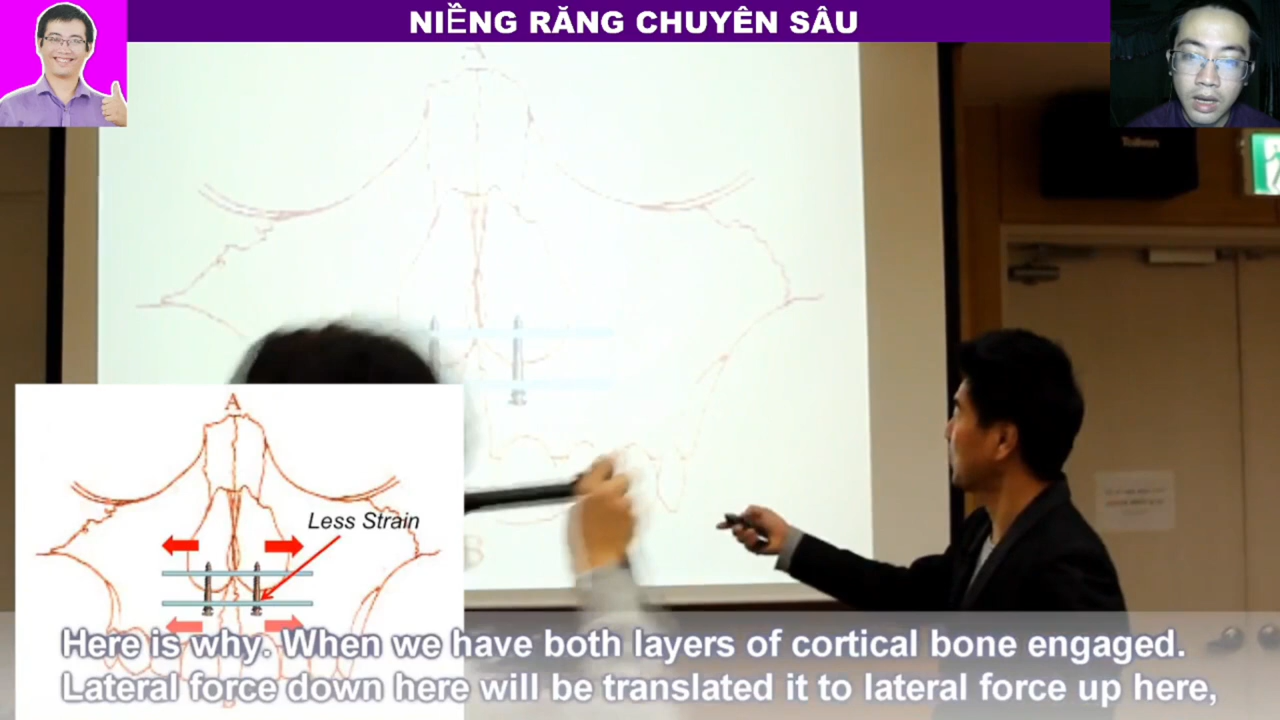 NIỀNG RĂNG CHUYÊN SÂU
A
A
Less Strain
B
Here is why. When we have both layers of cortical bone engaged.
Lateral force down here will be translated it to lateral force up here,